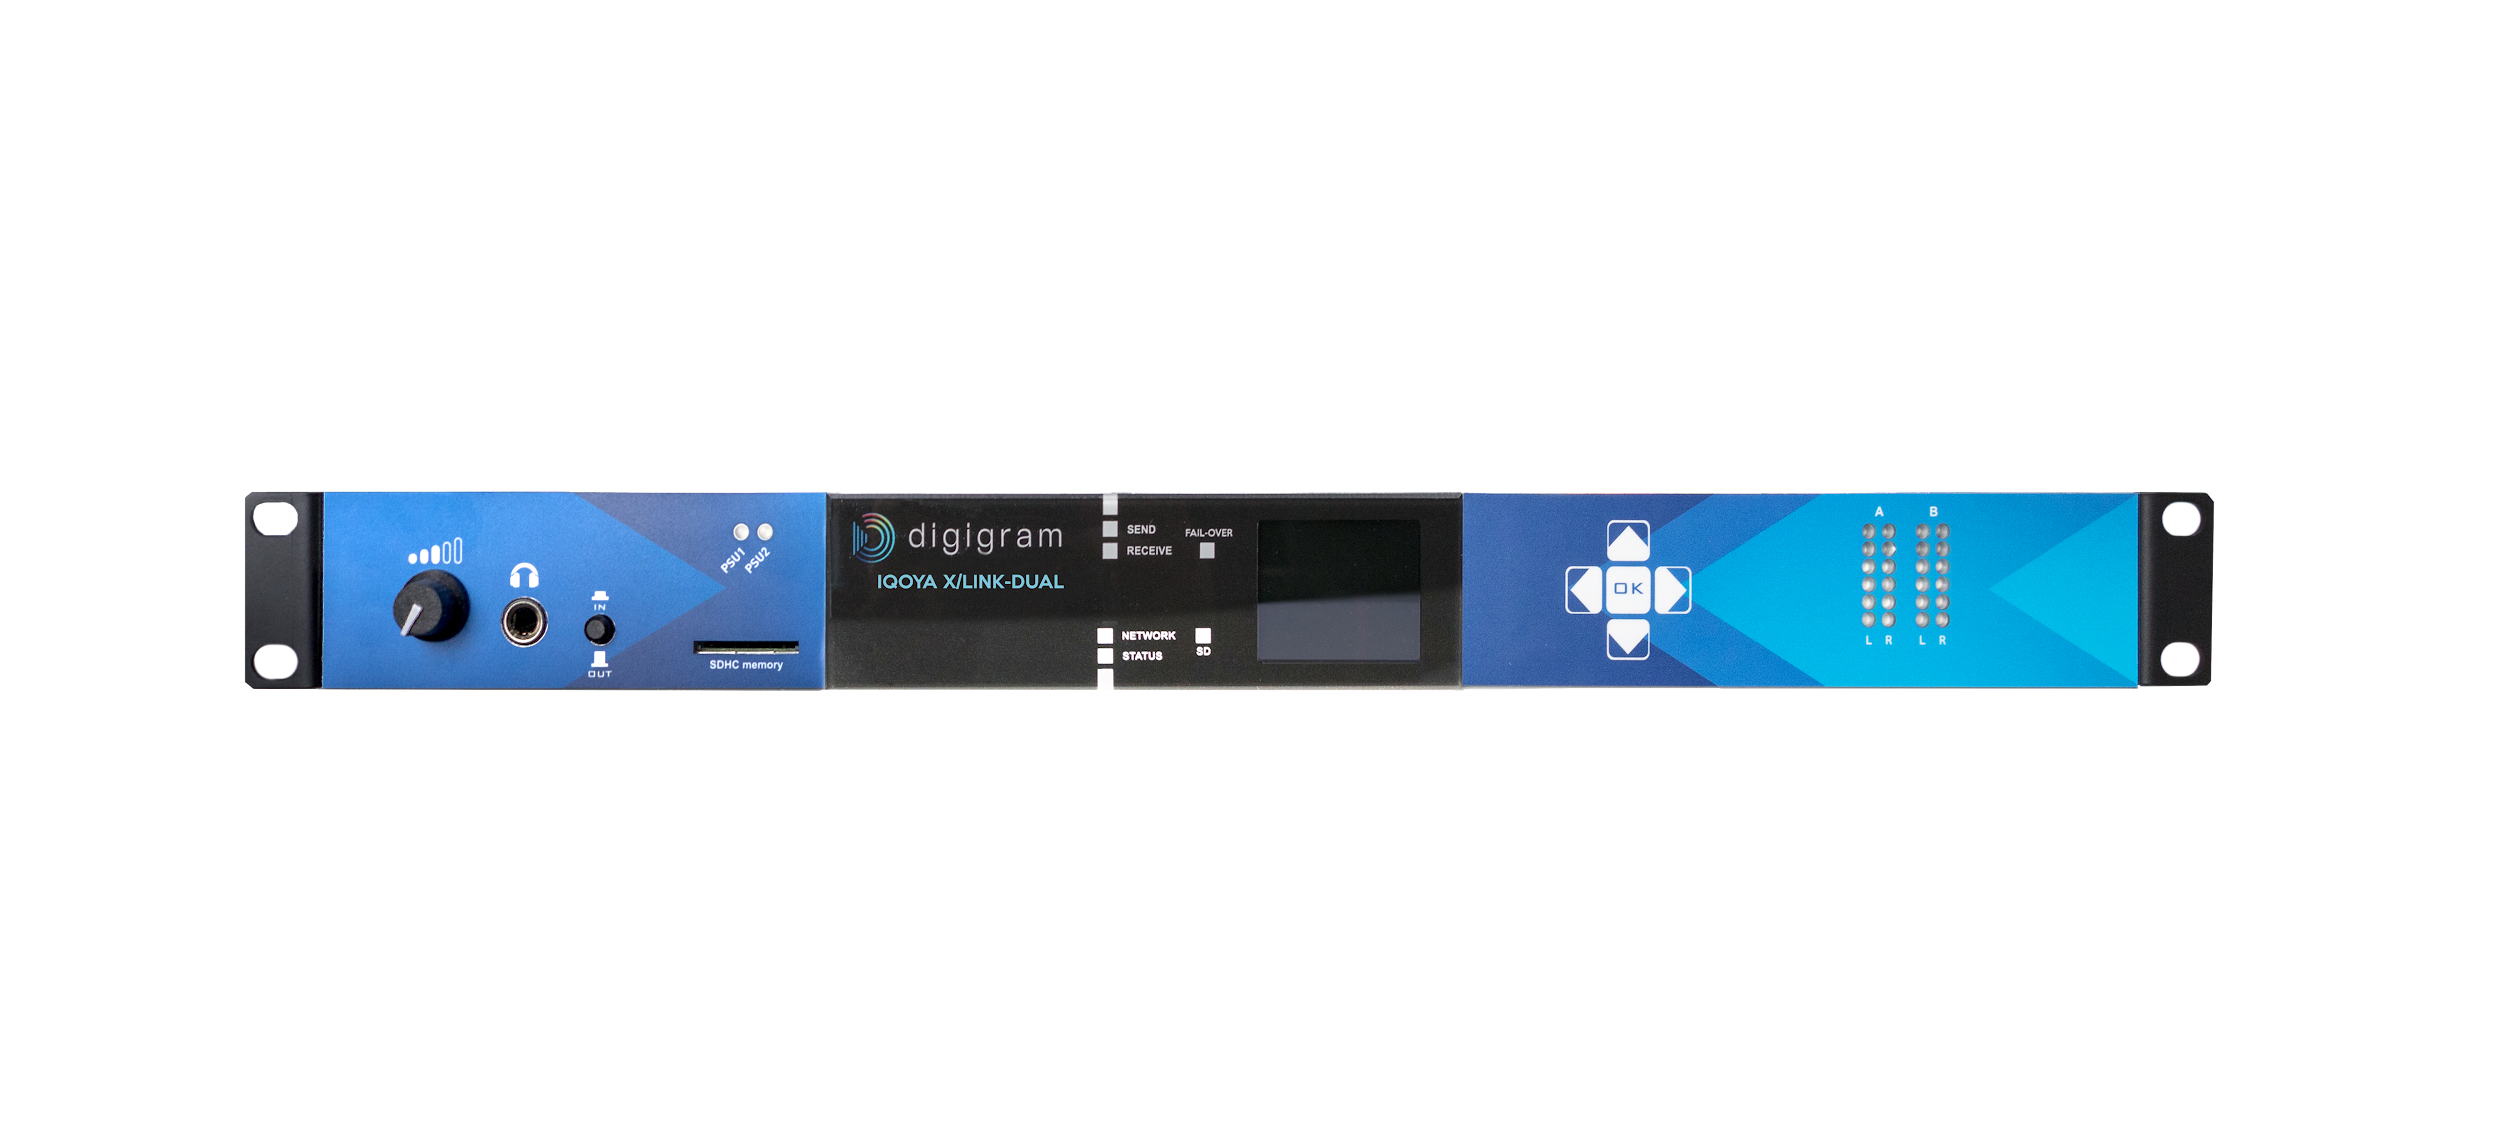 IN
OUT
PSU1
PSU2
SDHC memory
digigram
IQOYA X/LINK-DUAL
SEND
RECEIVE
FAIL-OVER
NETWORK
STATUS
SD
OK
A B
L R L R